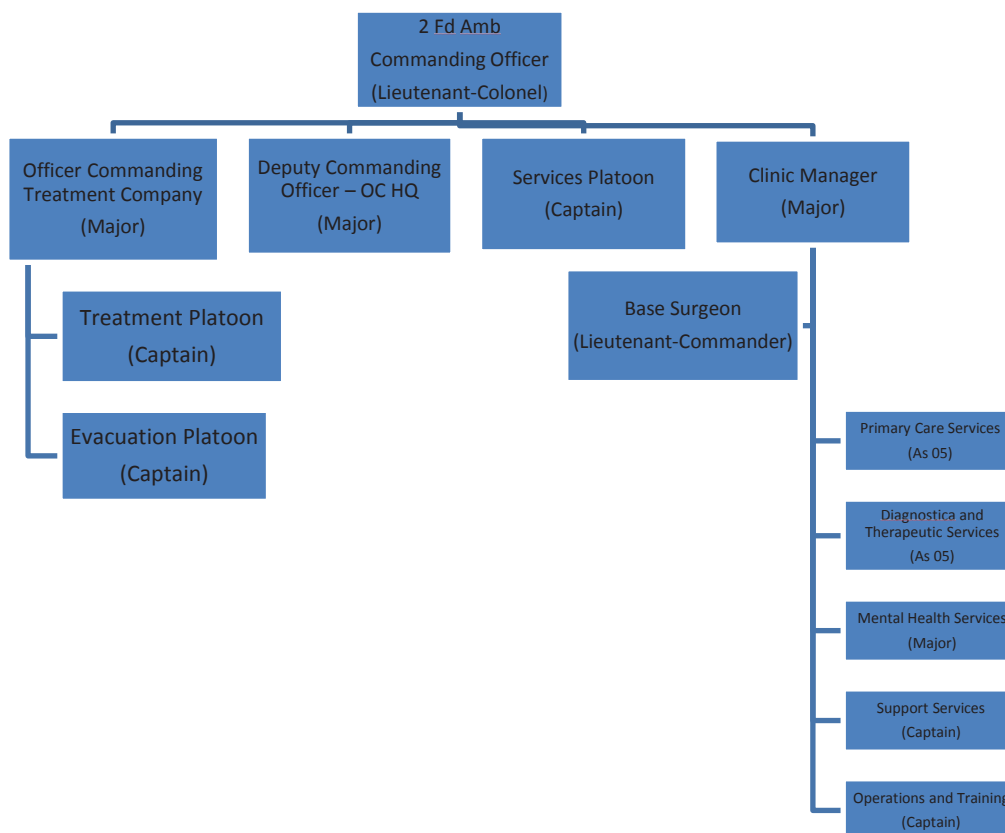 2 Fd Amb
Commanding Officer
(Lieutenant-Colonel)
Officer Commanding
Treatment Company
(Major)
Deputy Commanding
Officer – OC HQ
(Major)
Services Platoon
(Captain)
Clinic Manager
(Major)
Base Surgeon
(Lieutenant-Commander)
Treatment Platoon
(Captain)
Evacuation Platoon
(Captain)
Primary Care Services
(As 05)
Diagnostica and
Therapeutic Services
(As 05)
Mental Health Services
(Major)
Support Services
(Captain)
Operations and Training
(Captain)